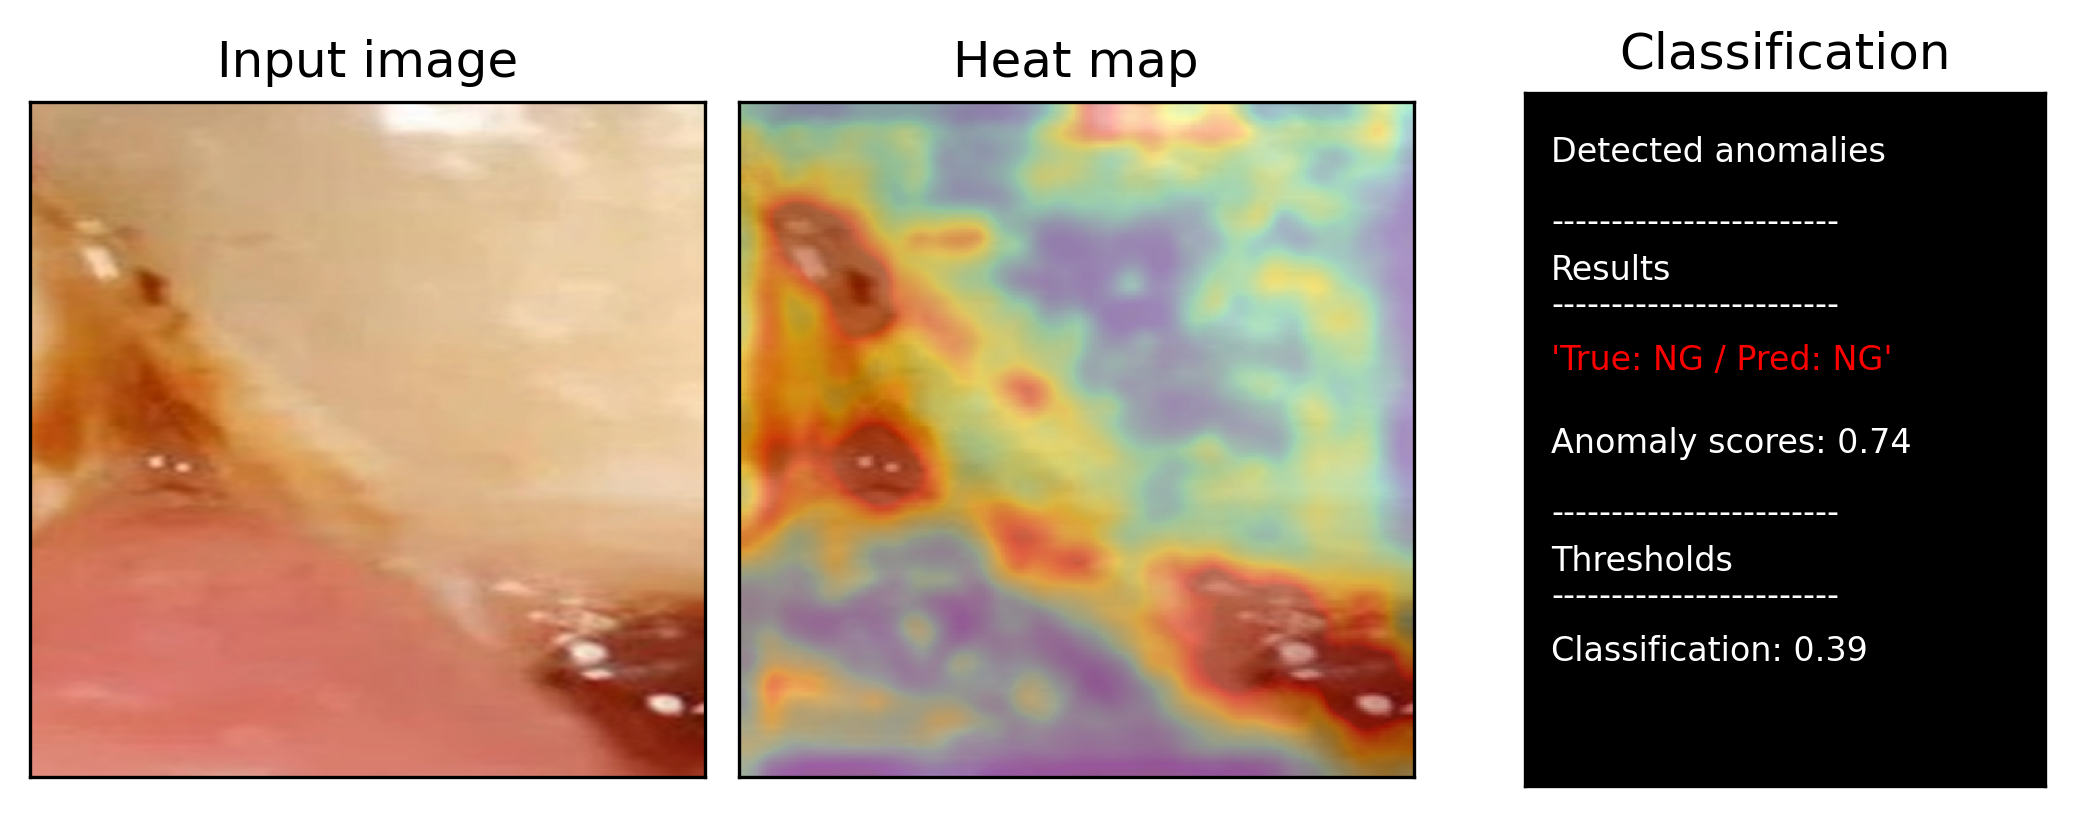 Input image
Heat map
Classification
Detected anomalies
------------------------
Results
------------------------
'True: NG / Pred: NG'
Anomaly scores: 0.74
------------------------
Thresholds
------------------------
Classification: 0.39